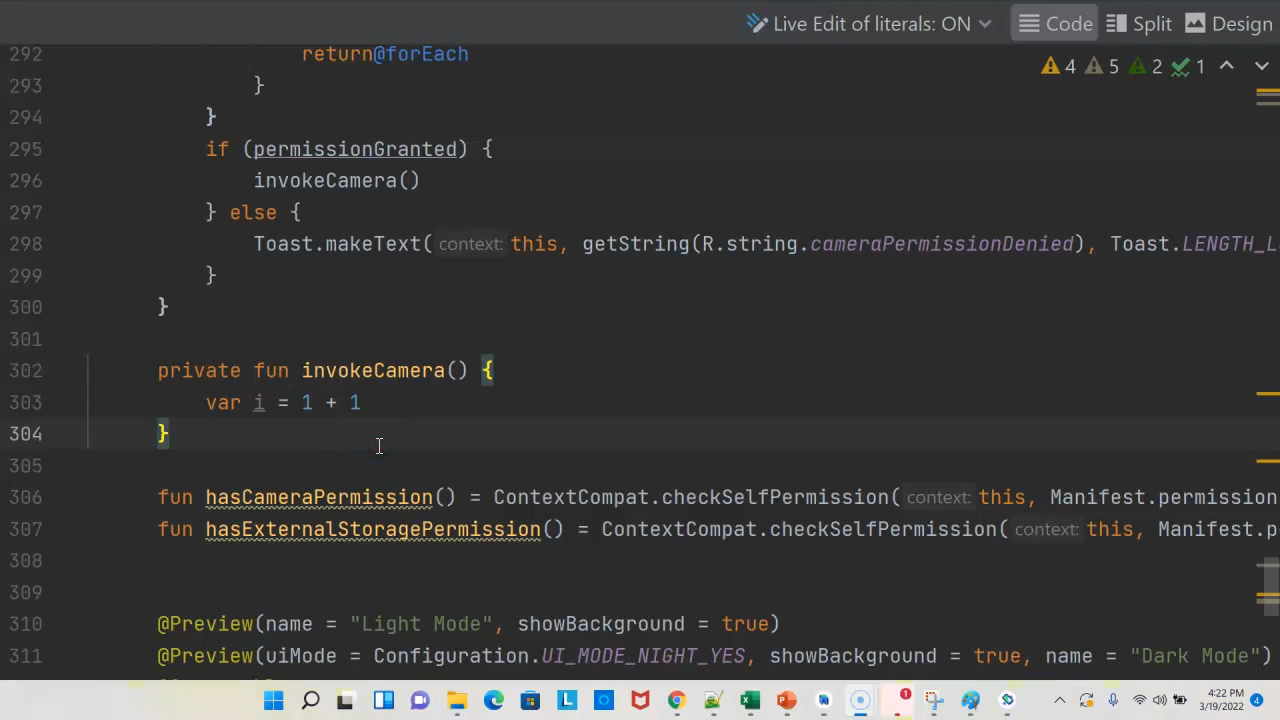 Live Edit of literals: ON Code Split Design
4 5 2 1
292 return@forEach
293 }
294 }
295 if (permissionGranted) {
296 invokeCamera()
297 } else {
298 Toast.makeText( context: this, getString(R.string.cameraPermissionDenied), Toast.LENGTH_L
299 }
300 }
301
302 private fun invokeCamera() {
303 var i = 1 + 1
304 }
305
306 fun hasCameraPermission() = ContextCompat.checkSelfPermission( context: this, Manifest.permission
307 fun hasExternalStoragePermission() = ContextCompat.checkSelfPermission( context: this, Manifest.p
308
309
310 @Preview(name = "Light Mode", showBackground = true)
311 @Preview(uiMode = Configuration.UI_MODE_NIGHT_YES, showBackground = true, name = "Dark Mode")
4:22 PM
3/19/2022